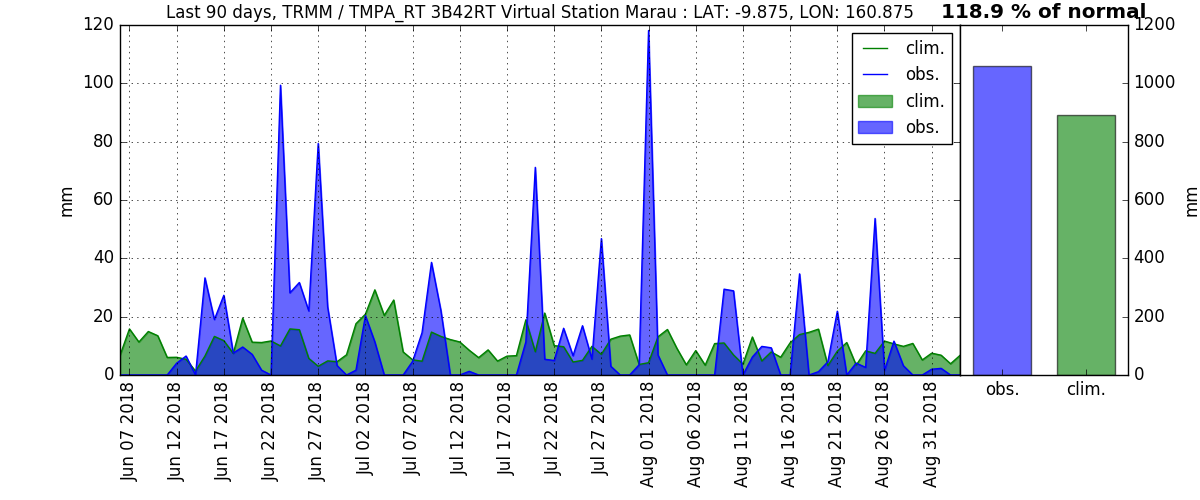 Last 90 days, TRMM / TMPA_RT 3B42RT Virtual Station Marau : LAT: -9.875, LON: 160.875
118.9 % of normal
120
100
80
60
40
20
0
mm
clim.
obs.
clim.
obs.
Jun 07 2018
Jun 12 2018
Jun 17 2018
Jun 22 2018
Jun 27 2018
Jul 02 2018
Jul 07 2018
Jul 12 2018
Jul 17 2018
Jul 22 2018
Jul 27 2018
Aug 01 2018
Aug 06 2018
Aug 11 2018
Aug 16 2018
Aug 21 2018
Aug 26 2018
Aug 31 2018
obs.
clim.
1200
1000
800
600
400
200
0
mm